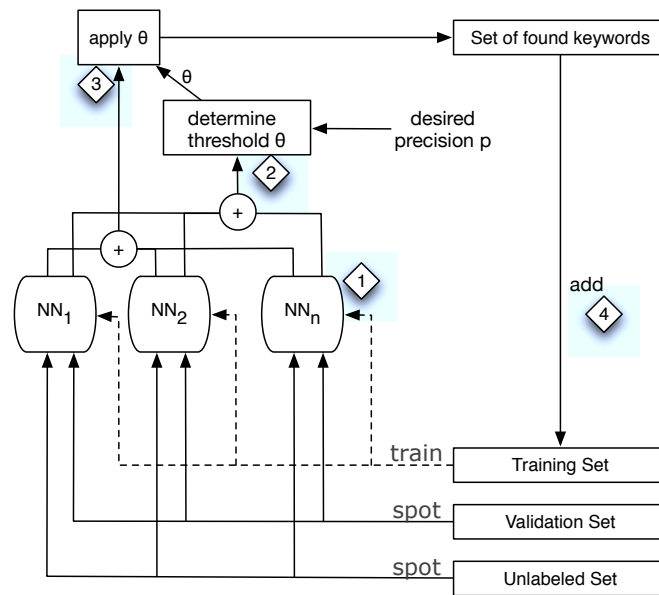 apply θ
Set of found keywords
3
θ
determine
threshold θ
desired
precision p
2
+
+
1
NN1
NN2
NNn
add
4
train
Training Set
spot
Validation Set
spot
Unlabeled Set